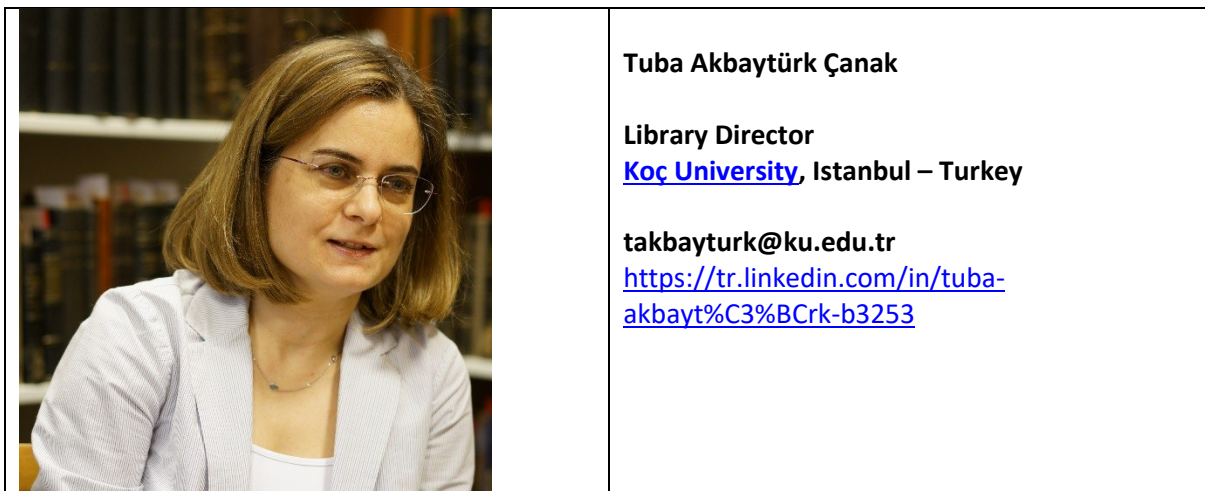 Tuba Akbaytürk Çanak
Library Director
Koç University, Istanbul – Turkey
takbayturk@ku.edu.tr
https://tr.linkedin.com/in/tuba-
akbayt%C3%BCrk-b3253